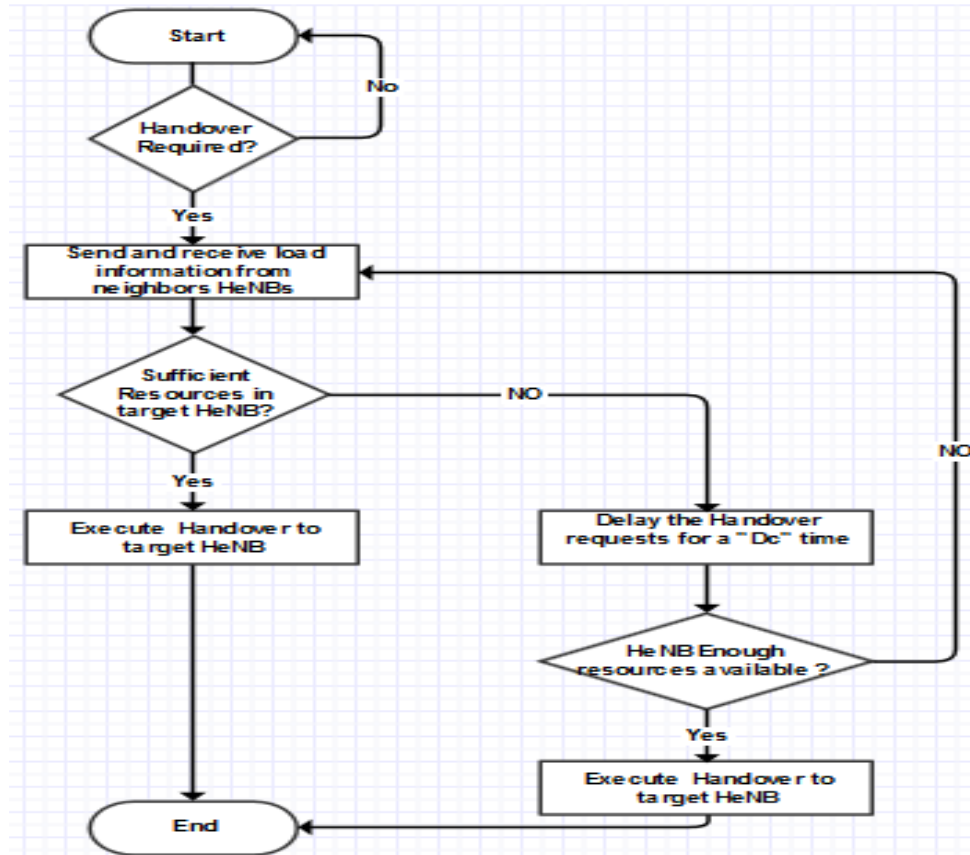 Start
No
Handover
Required?
Yes
Send and receive load
information from
neighbors HeNBs
Sufficient
Resources in
target HeNB?
NO
NO
Yes
Execute Handover to
target HeNB
Delay the Handover
requests for a "Dc" time
HeNB Enough
resources available ?
Yes
Execute Handover to
target HeNB
End